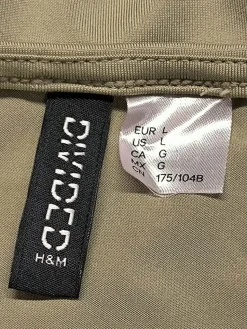 DIVIDED
H&M
EUR L
US L
CA G
MX G
CN 175/104B